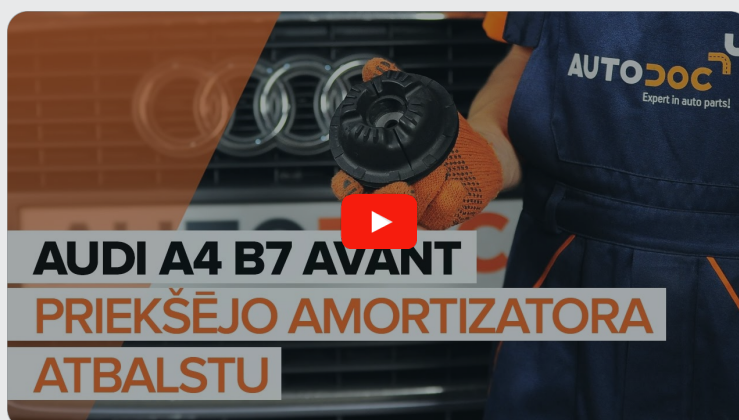 AUTODOC
Expert in auto parts!
AUDI A4 B7 AVANT
PRIEKŠĒJO AMORTIZATORA
ATBALSTU